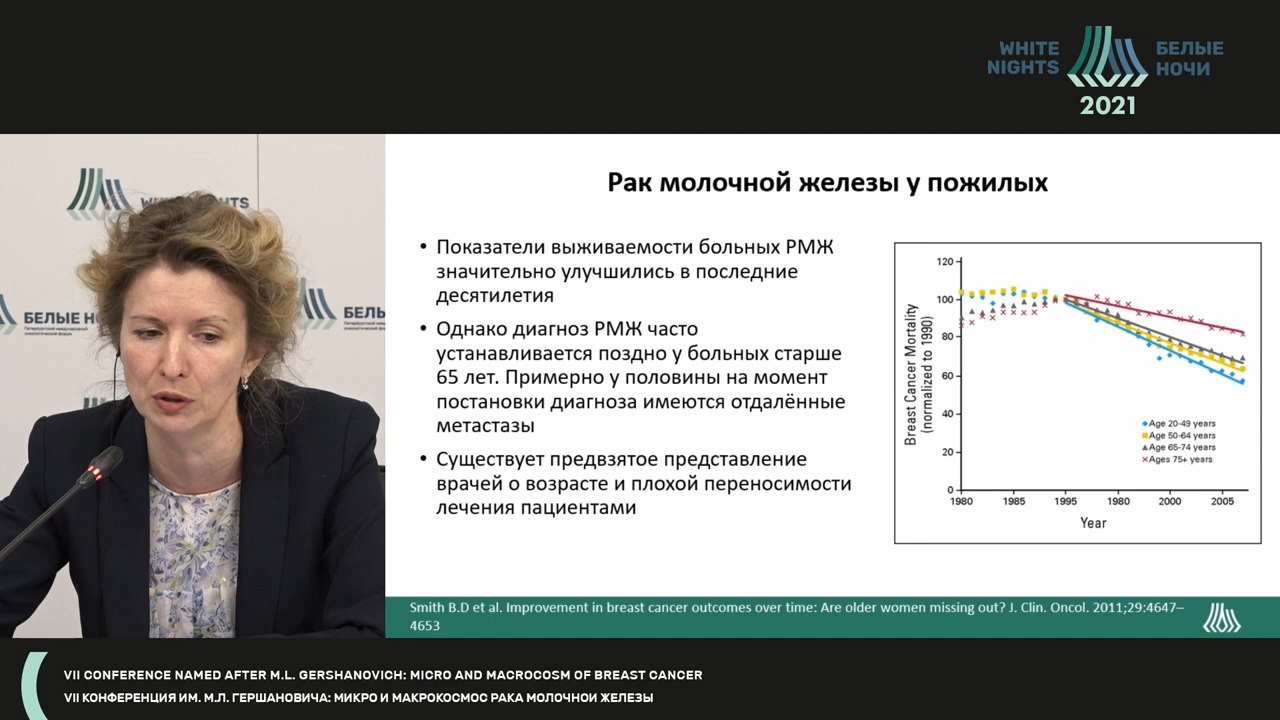 WHITE
NIGHTS
БЕЛЫЕ
НОЧИ
2021
БЕЛЫЕ
Рак молочной железы у пожилых
• Показатели выживаемости больных РМЖ
значительно улучшились в последние
десятилетия
• Однако диагноз РМЖ часто
устанавливается поздно у больных старше
65 лет. Примерно у половины на момент
постановки диагноза имеются отдалённые
метастазы
• Существует предвзятое представление
врачей о возрасте и плохой переносимости
лечения пациентами
Breast Cancer Mortality
(normalized to 1990)
120
100
80
60
40
20
0
1980 1985 1995 1980 2000 2005
Year
Age 20-49 years
Age 50-64 years
Age 65-74 years
Ages 75+ years
Smith B.D et al. Improvement in breast cancer outcomes over time: Are older women missing out? J. Clin. Oncol. 2011;29:4647–
4653
VII CONFERENCE NAMED AFTER M.L. GERSHANOVICH: MICRO AND MACROCOSM OF BREAST CANCER
VII КОНФЕРЕНЦИЯ ИМ. М.Л. ГЕРШАНОВИЧА: МИКРО И МАКРОКОСМОС РАКА МОЛОЧНОЙ ЖЕЛЕЗЫ